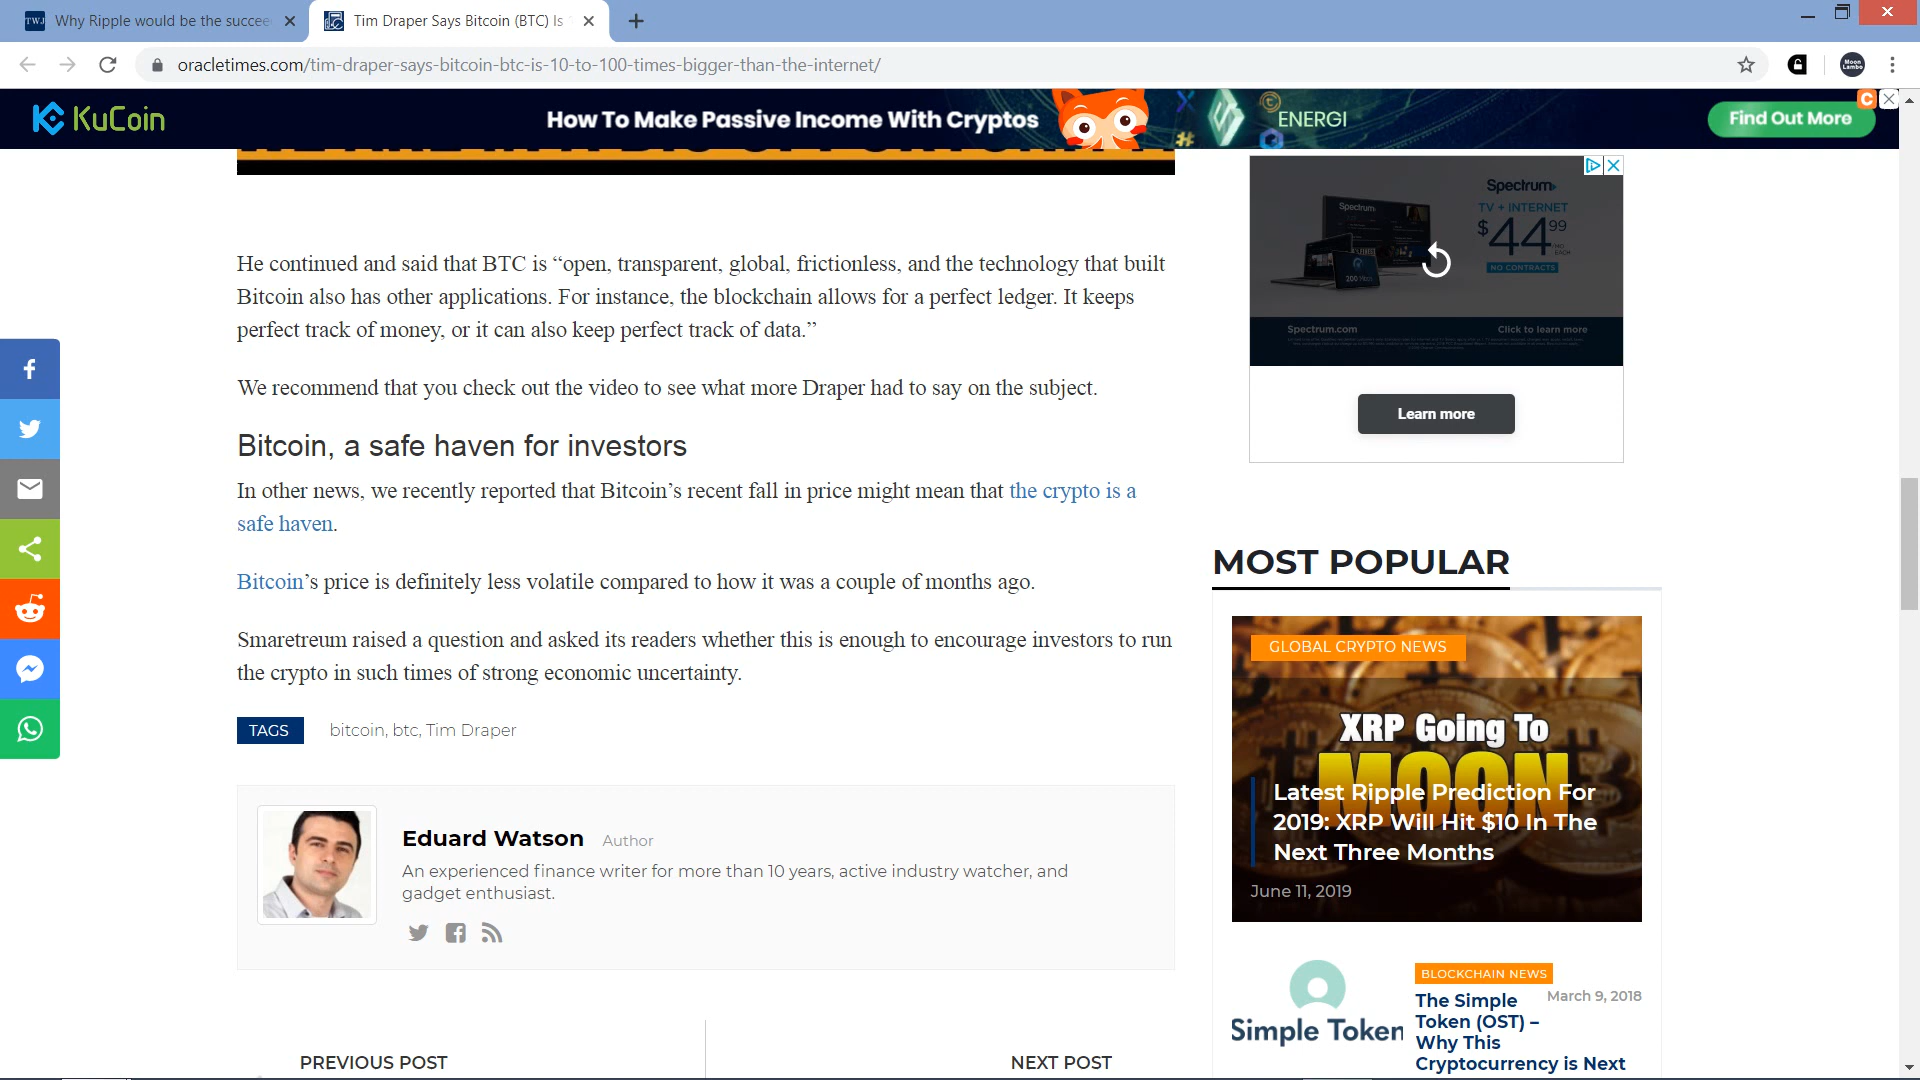 TWJ Why Ripple would be the succee
Tim Draper Says Bitcoin (BTC) Is
oracletimes.com/tim-draper-says-bitcoin-btc-is-10-to-100-times-bigger-than-the-internet/
Moon Lambo
KuCoin
How To Make Passive Income With Cryptos
ENERGI
Find Out More
He continued and said that BTC is “open, transparent, global, frictionless, and the technology that built
Bitcoin also has other applications. For instance, the blockchain allows for a perfect ledger. It keeps
perfect track of money, or it can also keep perfect track of data.”
We recommend that you check out the video to see what more Draper had to say on the subject.
Bitcoin, a safe haven for investors
In other news, we recently reported that Bitcoin’s recent fall in price might mean that the crypto is a
safe haven.
Bitcoin’s price is definitely less volatile compared to how it was a couple of months ago.
Smaretreum raised a question and asked its readers whether this is enough to encourage investors to run
the crypto in such times of strong economic uncertainty.
TAGS bitcoin, btc, Tim Draper
Eduard Watson Author
An experienced finance writer for more than 10 years, active industry watcher, and
gadget enthusiast.
PREVIOUS POST
NEXT POST
Spectrum
Spectrum
TV + INTERNET
$44 99
/MO EACH
NO CONTRACTS
200 Mbps
Spectrum.com
Click to learn more
Learn more
MOST POPULAR
GLOBAL CRYPTO NEWS
XRP Going To
MOON
Latest Ripple Prediction For
2019: XRP Will Hit $10 In The
Next Three Months
June 11, 2019
Simple Token
BLOCKCHAIN NEWS
March 9, 2018
The Simple
Token (OST) –
Why This
Cryptocurrency is Next